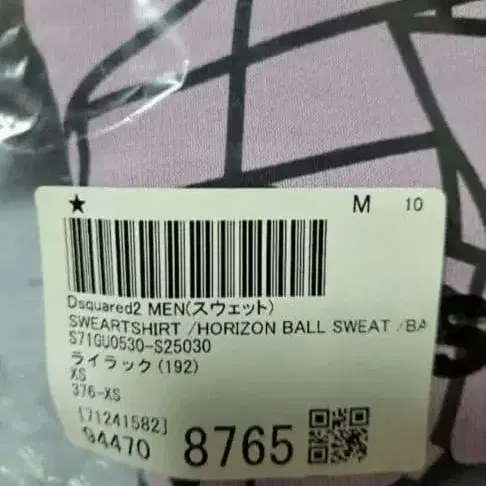 ★ M 10
Dsquared2 MEN(スウェット)
SWEARTSHIRT /HORIZON BALL SWEAT /BA
S71GU0530-S25030
ライラック(192)
XS
376-XS
[71241582]
94470 8765
S